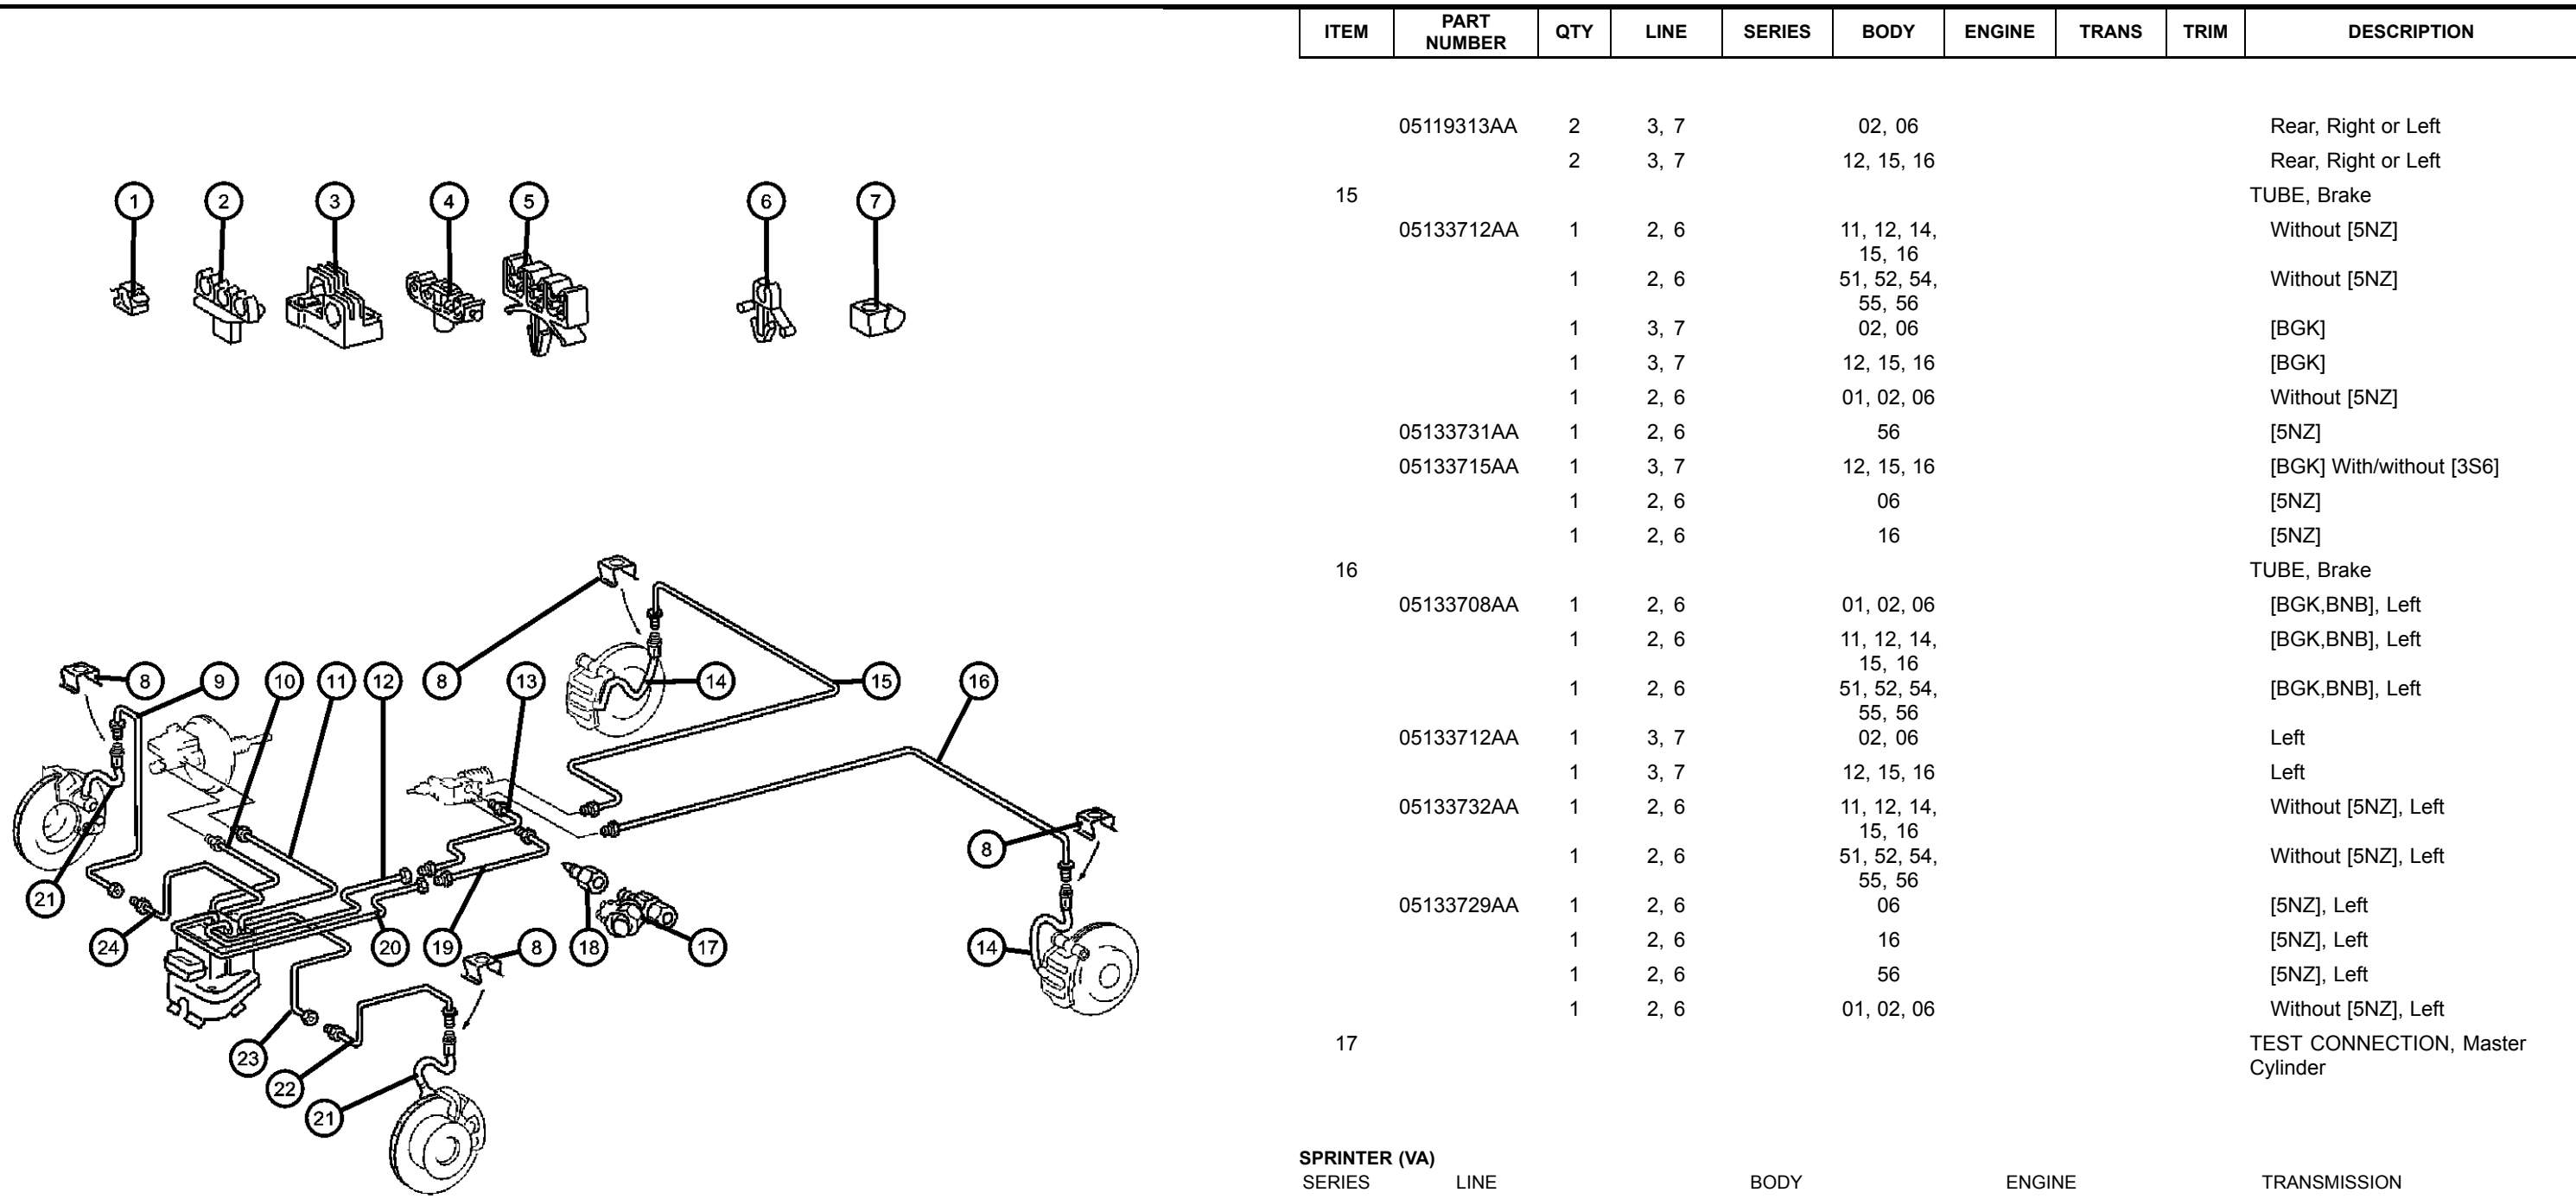 ITEM PART NUMBER QTY LINE SERIES BODY ENGINE TRANS TRIM DESCRIPTION
05119313AA 2 3, 7 02, 06 Rear, Right or Left
2 3, 7 12, 15, 16 Rear, Right or Left
15 TUBE, Brake
05133712AA 1 2, 6 11, 12, 14, Without [5NZ]
15, 16
1 2, 6 51, 52, 54, Without [5NZ]
55, 56
1 3, 7 02, 06 [BGK]
1 3, 7 12, 15, 16 [BGK]
1 2, 6 01, 02, 06 Without [5NZ]
05133731AA 1 2, 6 56 [5NZ]
05133715AA 1 3, 7 12, 15, 16 [BGK] With/without [3S6]
1 2, 6 06 [5NZ]
1 2, 6 16 [5NZ]
16 TUBE, Brake
05133708AA 1 2, 6 01, 02, 06 [BGK,BNB], Left
1 2, 6 11, 12, 14, [BGK,BNB], Left
15, 16
1 2, 6 51, 52, 54, [BGK,BNB], Left
55, 56
05133712AA 1 3, 7 02, 06 Left
1 3, 7 12, 15, 16 Left
05133732AA 1 2, 6 11, 12, 14, Without [5NZ], Left
15, 16
1 2, 6 51, 52, 54, Without [5NZ], Left
55, 56
05133729AA 1 2, 6 06 [5NZ], Left
1 2, 6 16 [5NZ], Left
1 2, 6 56 [5NZ], Left
1 2, 6 01, 02, 06 Without [5NZ], Left
17 TEST CONNECTION, Master
Cylinder
1 2 3 4 5 6 7
8 9 10 11 12 8 13 14 15 16
8
21
24 20 19 8 18 17 14
23
22
21
SPRINTER (VA)
SERIES LINE BODY ENGINE TRANSMISSION